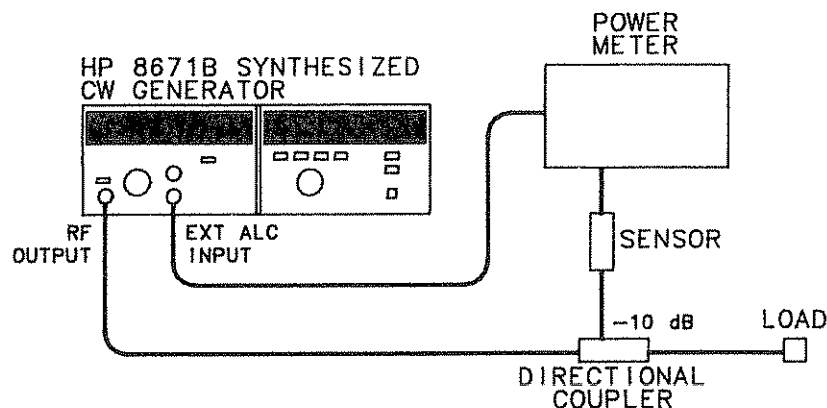 POWER
METER
HP 8671B SYNTHESIZED
CW GENERATOR
RF
OUTPUT
EXT ALC
INPUT
SENSOR
-10 dB
LOAD
DIRECTIONAL
COUPLER